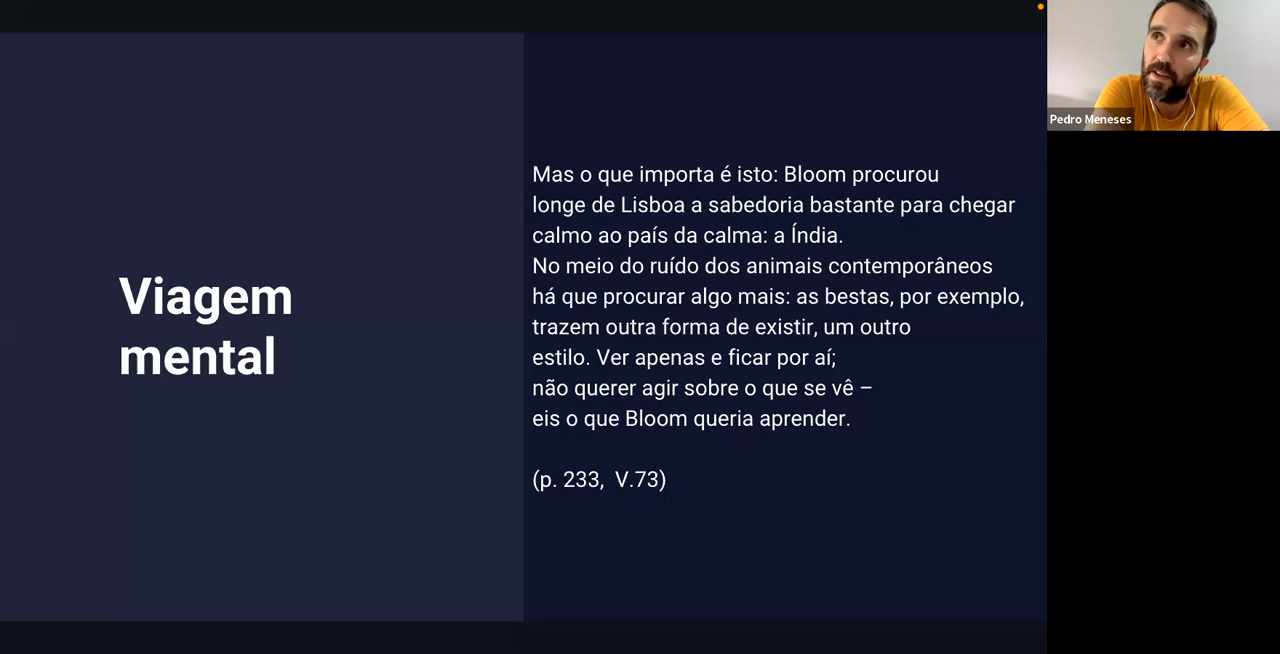 Viagem
mental
Mas o que importa é isto: Bloom procurou
longe de Lisboa a sabedoria bastante para chegar
calmo ao país da calma: a Índia.
No meio do ruído dos animais contemporâneos
há que procurar algo mais: as bestas, por exemplo,
trazem outra forma de existir, um outro
estilo. Ver apenas e ficar por aí;
não querer agir sobre o que se vê –
eis o que Bloom queria aprender.
(p. 233,  V.73)
Pedro Meneses